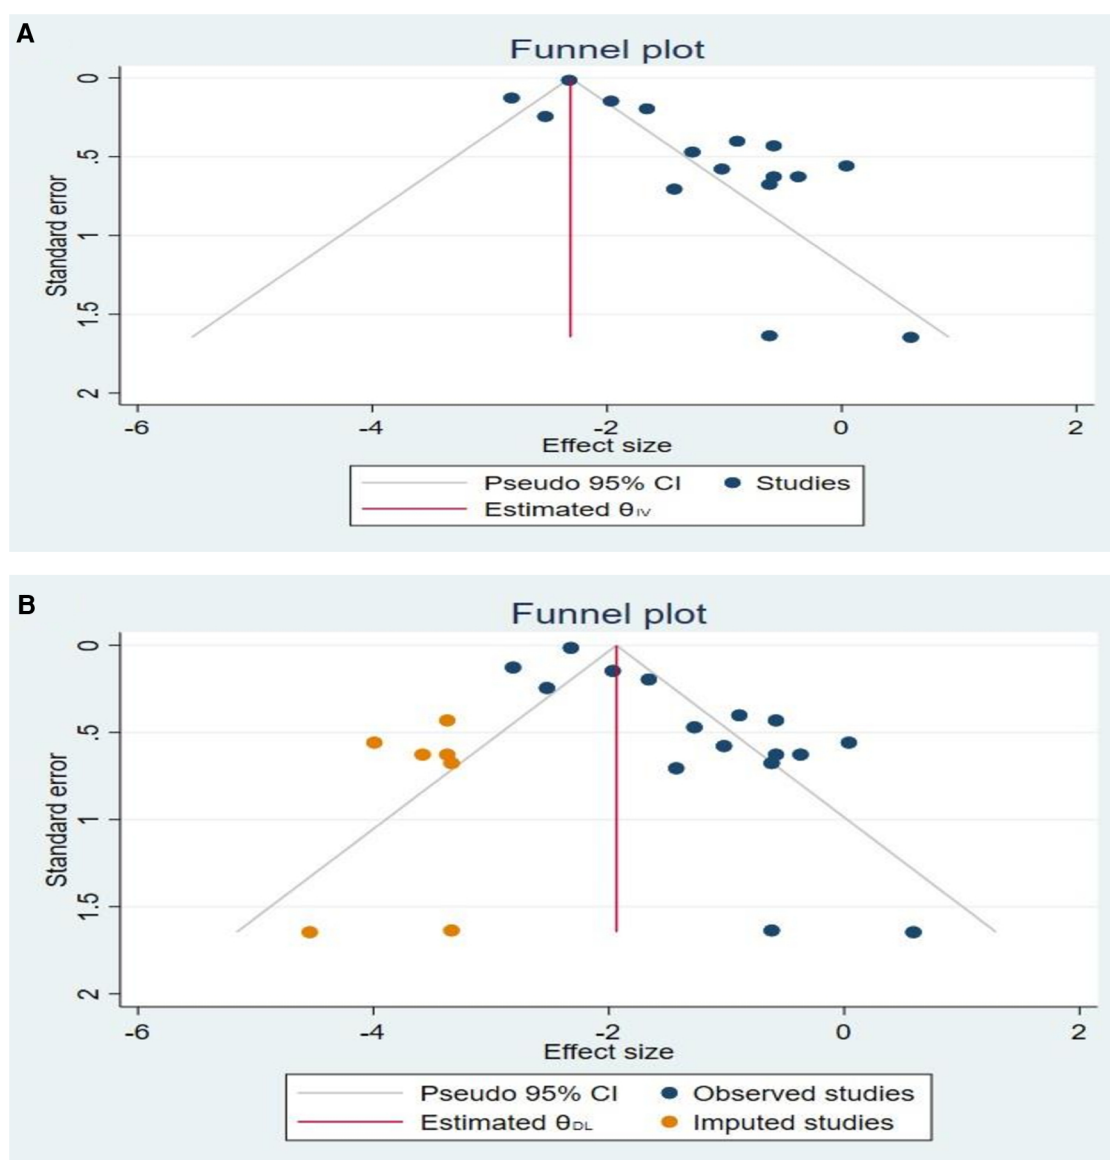 A
Funnel plot
Standard error
0
.5
1
1.5
2
-6 -4 -2 0 2
Effect size
Pseudo 95% CI Studies
Estimated θIV
B
Funnel plot
Standard error
0
.5
1
1.5
2
-6 -4 -2 0 2
Effect size
Pseudo 95% CI Observed studies
Estimated θDL Imputed studies